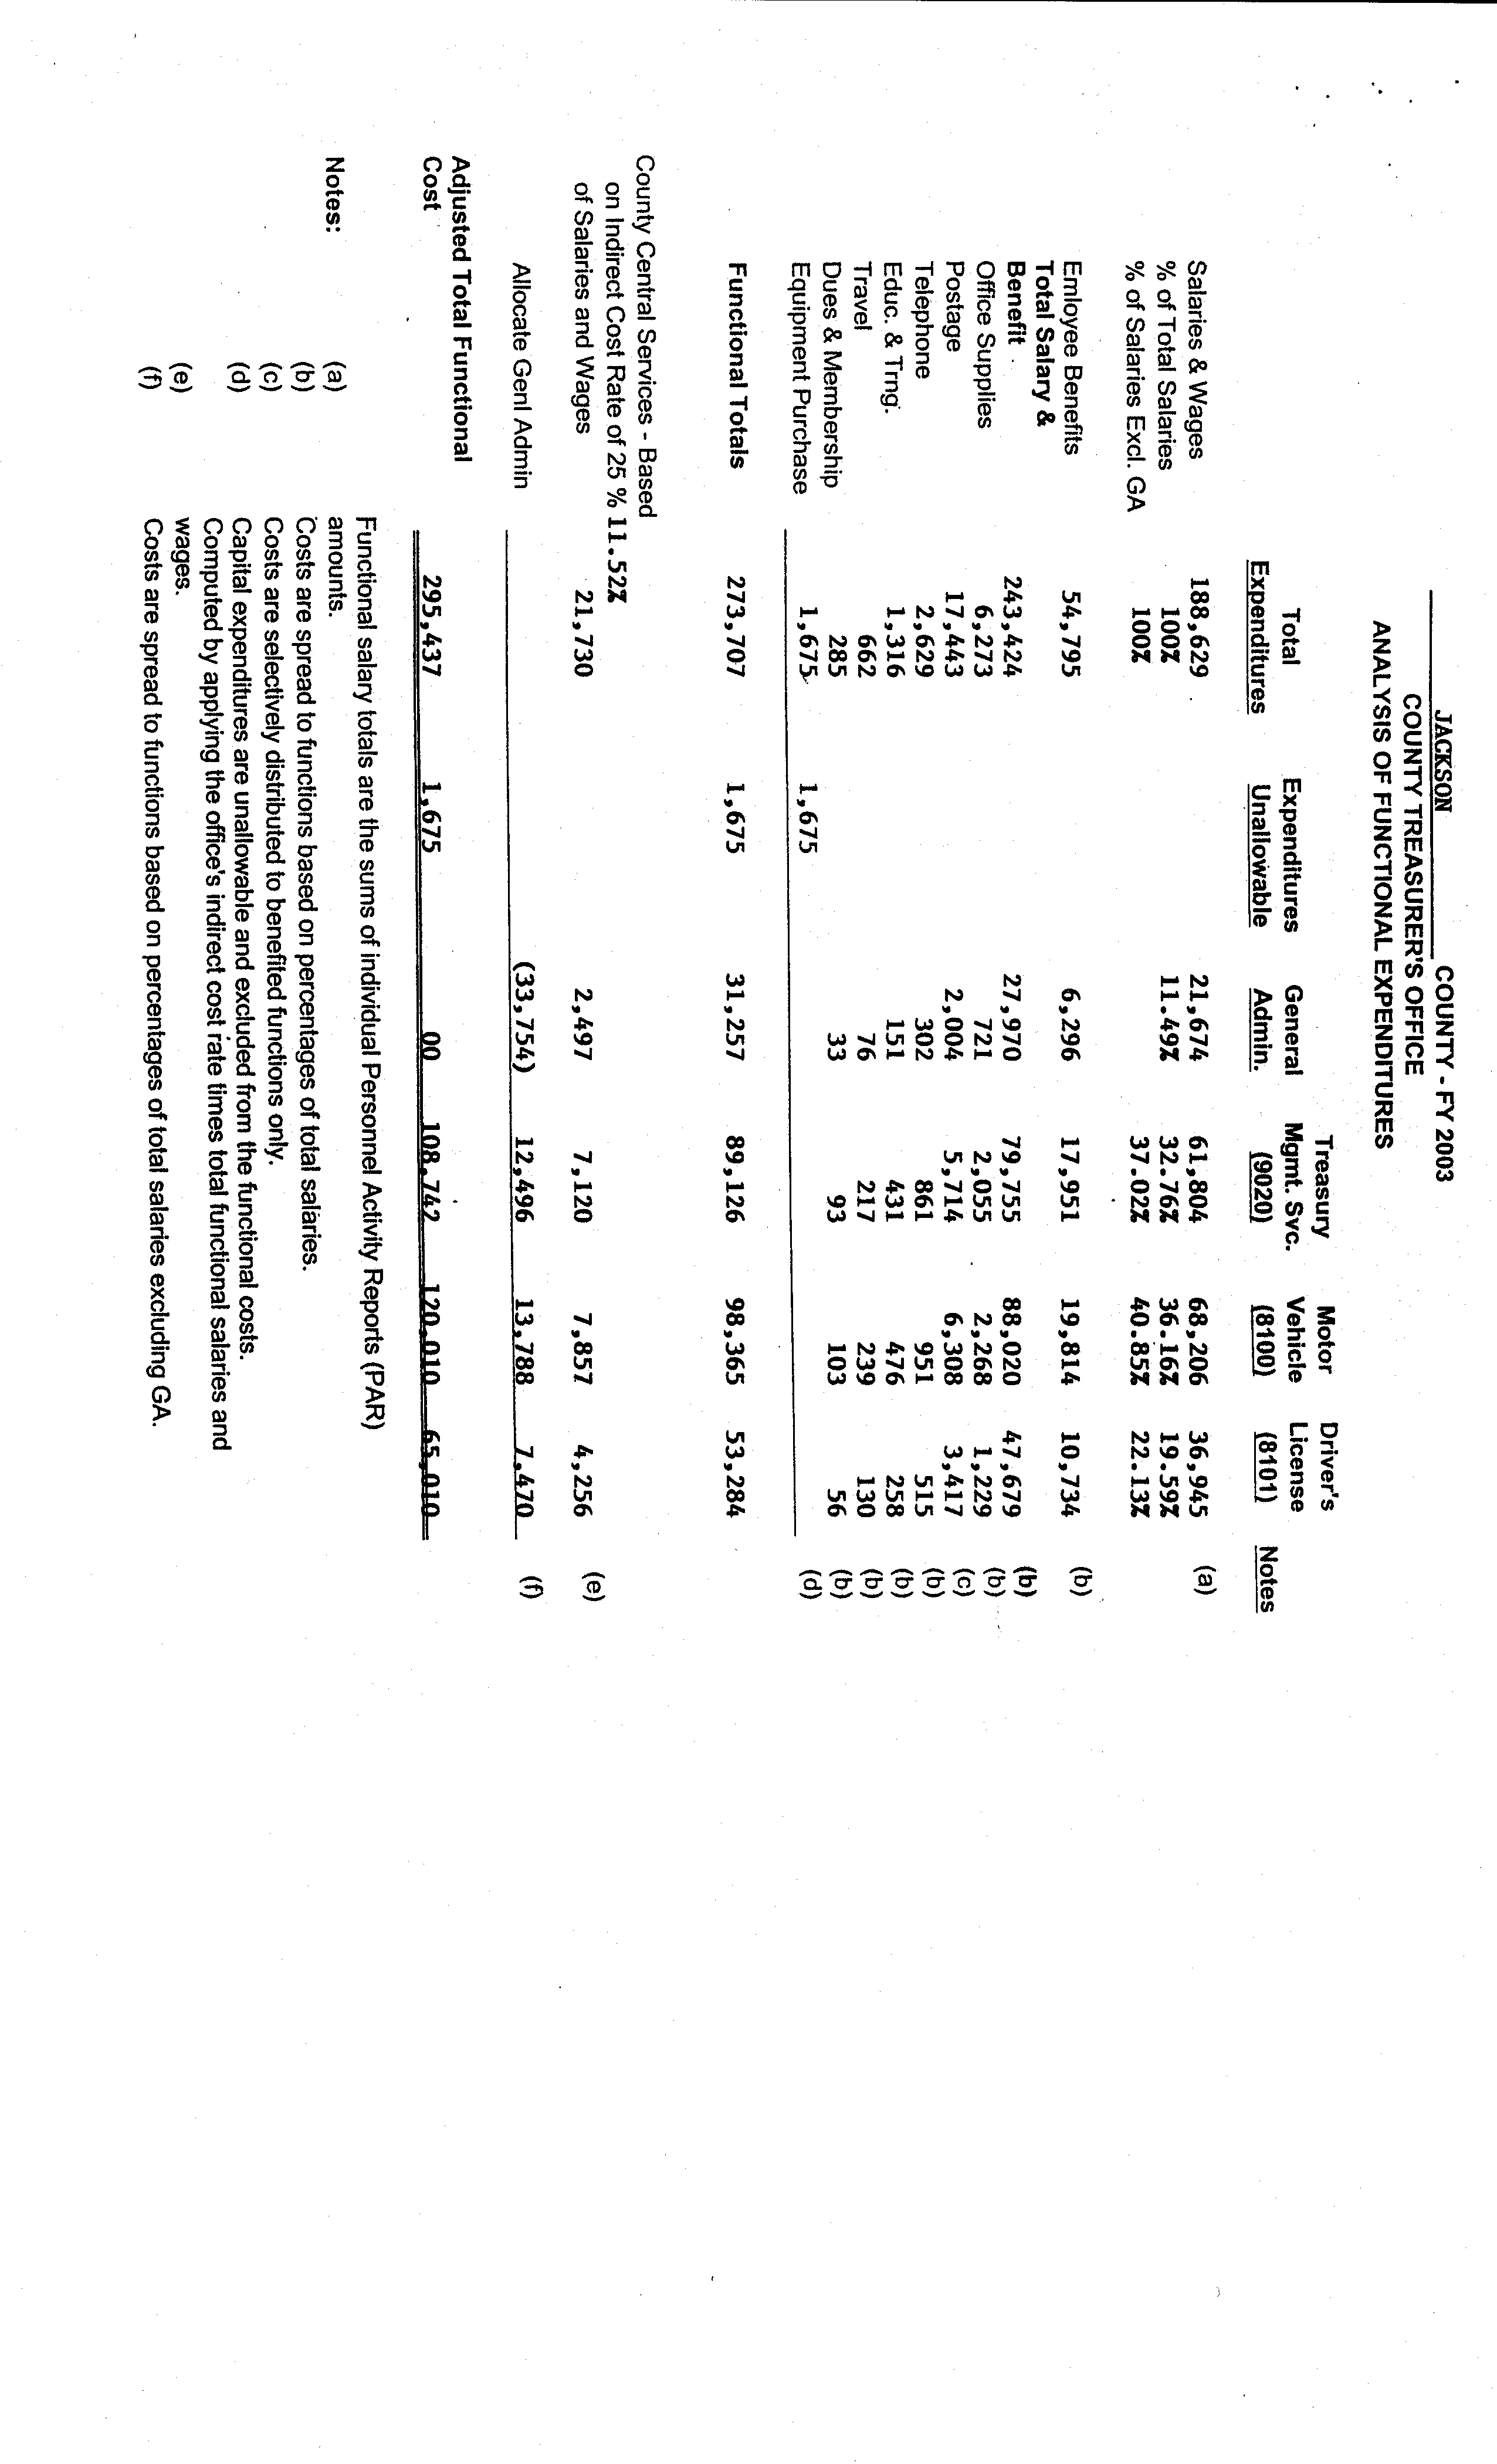 JACKSON COUNTY - FY 2003
COUNTY TREASURER'S OFFICE
ANALYSIS OF FUNCTIONAL EXPENDITURES
Treasury Motor Driver's
Total Expenditures General Mgmt. Svc. Vehicle License
Expenditures Unallowable Admin. (9020) (8100) (8101) Notes
Salaries & Wages 188,629 21,674 61,804 68,206 36,945 (a)
% of Total Salaries 100% 11.49% 32.76% 36.16% 19.59%
% of Salaries Excl. GA 100% 37.02% 40.85% 22.13%
Emloyee Benefits 54,795 6,296 17,951 19,814 10,734 (b)
Total Salary &
Benefit 243,424 27,970 79,755 88,020 47,679 (b)
Office Supplies 6,273 721 2,055 2,268 1,229 (b)
Postage 17,443 2,004 5,714 6,308 3,417 (c)
Telephone 2,629 302 861 951 515 (b)
Educ. & Trng. 1,316 151 431 476 258 (b)
Travel 662 76 217 239 130 (b)
Dues & Membership 285 33 93 103 56 (b)
Equipment Purchase 1,675 1,675 (d)
Functional Totals 273,707 1,675 31,257 89,126 98,365 53,284
County Central Services - Based
on Indirect Cost Rate of 25 % 11.52%
of Salaries and Wages 21,730 2,497 7,120 7,857 4,256 (e)
Allocate Genl Admin (33,754) 12,496 13,788 7,470 (f)
Adjusted Total Functional
Cost 295,437 1,675 00 108,742 120,010 65,010
Functional salary totals are the sums of individual Personnel Activity Reports (PAR)
Notes: (a) amounts.
(b) Costs are spread to functions based on percentages of total salaries.
(c) Costs are selectively distributed to benefited functions only.
(d) Capital expenditures are unallowable and excluded from the functional costs.
Computed by applying the office's indirect cost rate times total functional salaries and
(e) wages.
(f) Costs are spread to functions based on percentages of total salaries excluding GA.